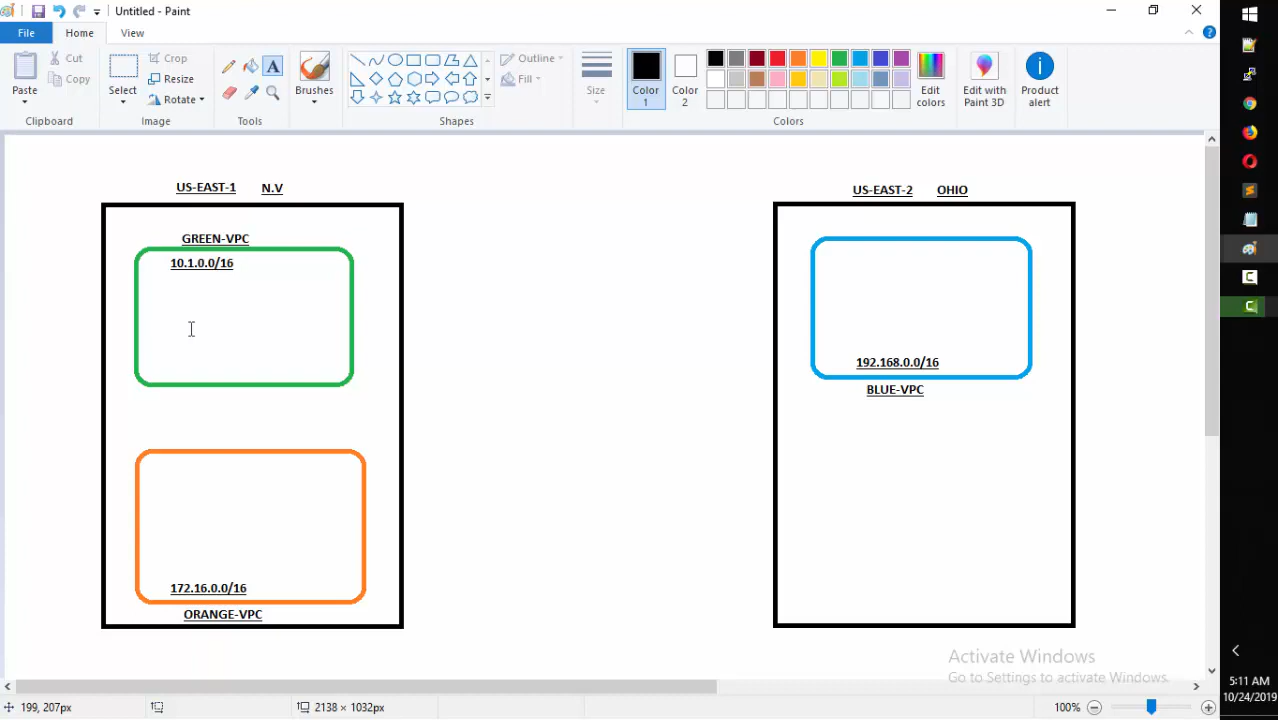 Untitled - Paint
File
Home
View
Paste
Cut
Copy
Clipboard
Select
Crop
Resize
Rotate
Image
A
Tools
Brushes
Shapes
Outline
Fill
Size
Color 1
Color 2
Edit colors
Colors
Edit with Paint 3D
Product alert
US-EAST-1 N.V
GREEN-VPC
10.1.0.0/16
172.16.0.0/16
ORANGE-VPC
US-EAST-2 OHIO
192.168.0.0/16
BLUE-VPC
Activate Windows
Go to Settings to activate Windows.
199, 207px
2138 × 1032px
100%
5:11 AM
10/24/2019